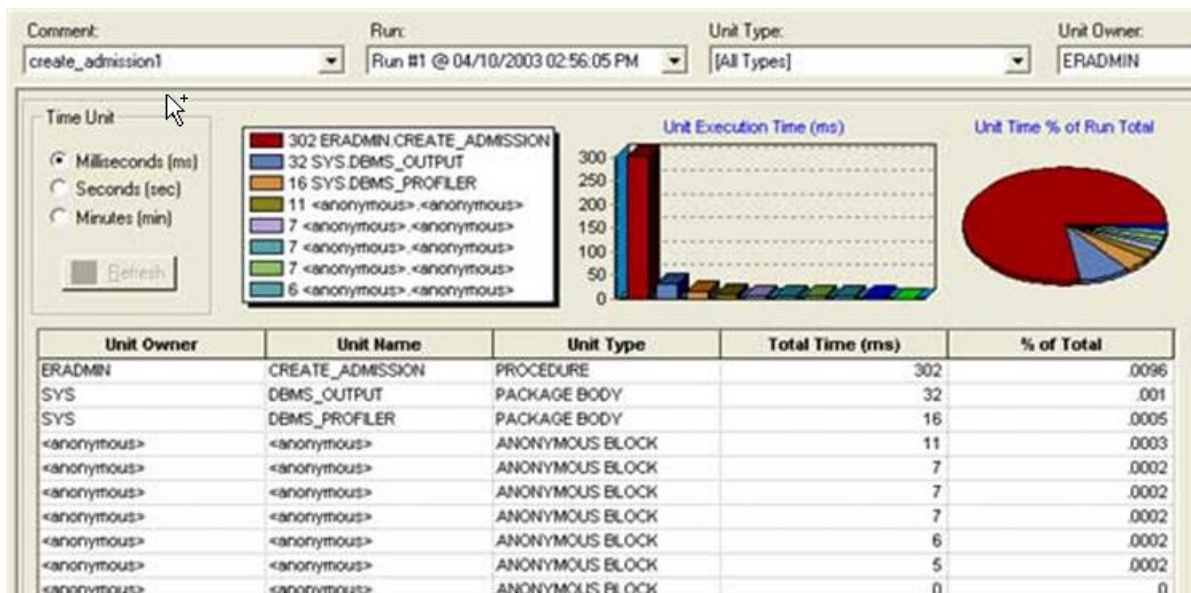 Comment: Run: Unit Type: Unit Owner:
create_admission1 Run #1 @ 04/10/2003 02:56:05 PM [All Types] ERADMIN
Time Unit
Milliseconds (ms)
Seconds (sec)
Minutes (min)
Refresh
302 ERADMIN.CREATE_ADMISSION
32 SYS.DBMS_OUTPUT
16 SYS.DBMS_PROFILER
11 <anonymous>.<anonymous>
7 <anonymous>.<anonymous>
7 <anonymous>.<anonymous>
7 <anonymous>.<anonymous>
6 <anonymous>.<anonymous>
Unit Execution Time (ms)
300
250
200
150
100
50
0
Unit Time % of Run Total
Unit Owner Unit Name Unit Type Total Time (ms) % of Total
ERADMIN CREATE_ADMISSION PROCEDURE 302 .0096
SYS DBMS_OUTPUT PACKAGE BODY 32 .001
SYS DBMS_PROFILER PACKAGE BODY 16 .0005
<anonymous> <anonymous> ANONYMOUS BLOCK 11 .0003
<anonymous> <anonymous> ANONYMOUS BLOCK 7 .0002
<anonymous> <anonymous> ANONYMOUS BLOCK 7 .0002
<anonymous> <anonymous> ANONYMOUS BLOCK 7 .0002
<anonymous> <anonymous> ANONYMOUS BLOCK 6 .0002
<anonymous> <anonymous> ANONYMOUS BLOCK 5 .0002
<anonymous> <anonymous> ANONYMOUS BLOCK 0 0